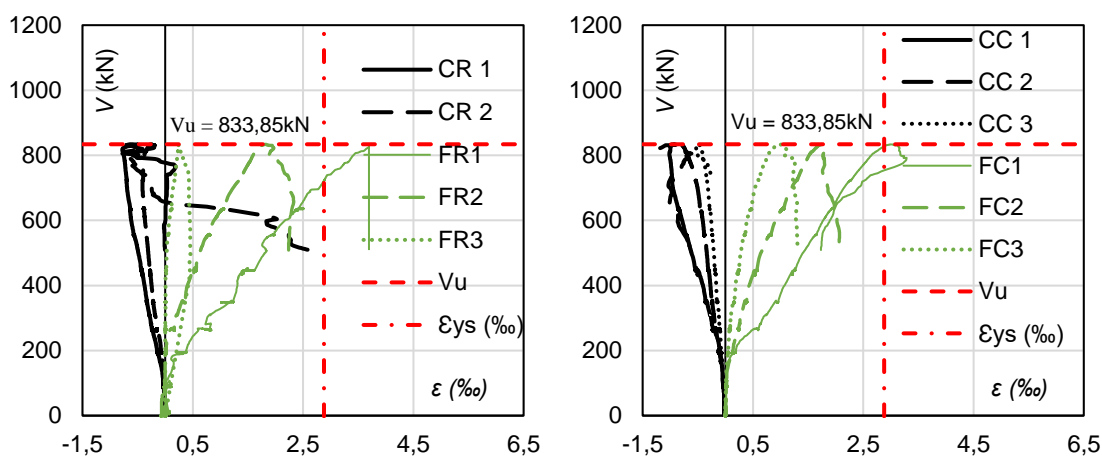 1200
1000
800
600
400
200
0
V (kN)
Vu = 833,85kN
CR 1
CR 2
FR1
FR2
FR3
Vu
Ɛys (‰)
ε (‰)
-1,5
0,5
2,5
4,5
6,5
1200
1000
800
600
400
200
0
V (kN)
Vu = 833,85kN
CC 1
CC 2
CC 3
FC1
FC2
FC3
Vu
Ɛys (‰)
ε (‰)
-1,5
0,5
2,5
4,5
6,5